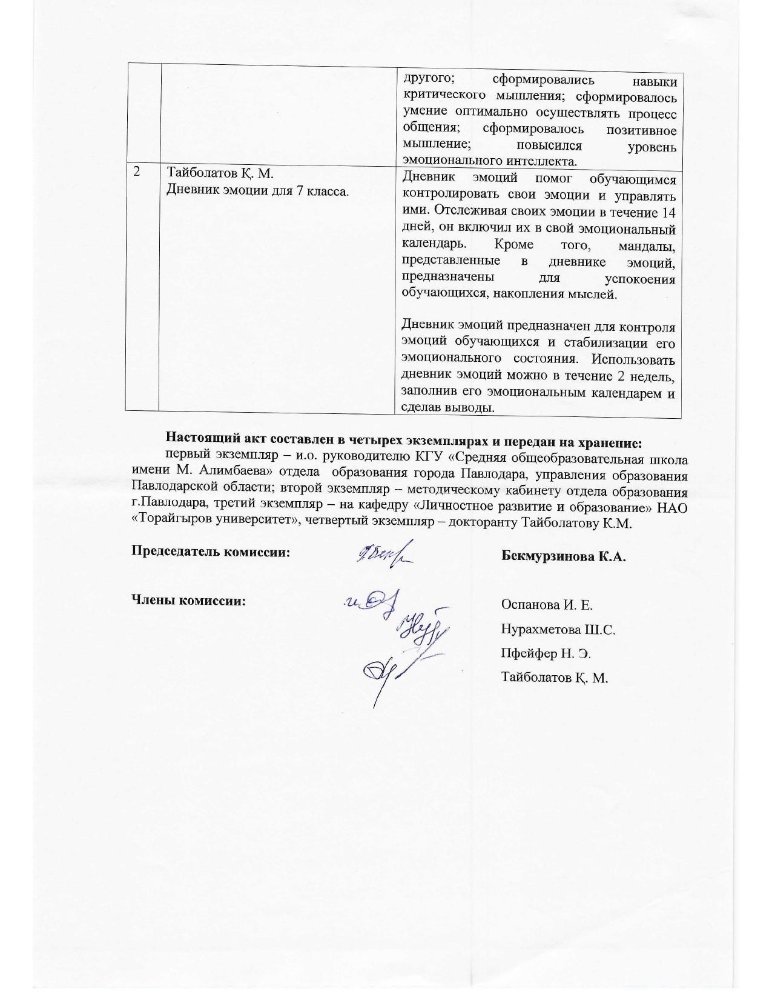 другого; сформировались навыки
критического мышления; сформировалось
умение оптимально осуществлять процесс
общения; сформировалось позитивное
мышление; повысился уровень
эмоционального интеллекта.
2
Тайболатов Қ. М.
Дневник эмоции для 7 класса.
Дневник эмоций помог обучающимся
контролировать свои эмоции и управлять
ими. Отслеживая своих эмоции в течение 14
дней, он включил их в свой эмоциональный
календарь. Кроме того, мандалы,
представленные в дневнике эмоций,
предназначены для успокоения
обучающихся, накопления мыслей.
Дневник эмоций предназначен для контроля
эмоций обучающихся и стабилизации его
эмоционального состояния. Использовать
дневник эмоций можно в течение 2 недель,
заполнив его эмоциональным календарем и
сделав выводы.
Настоящий акт составлен в четырех экземплярах и передан на хранение:
первый экземпляр – и.о. руководителю КГУ «Средняя общеобразовательная школа
имени М. Алимбаева» отдела образования города Павлодара, управления образования
Павлодарской области; второй экземпляр – методическому кабинету отдела образования
г.Павлодара, третий экземпляр – на кафедру «Личностное развитие и образование» НАО
«Торайгыров университет», четвертый экземпляр – докторанту Тайболатову К.М.
Председатель комиссии: Бекмурзинова К.А.
Члены комиссии: Оспанова И. Е.
Нурахметова Ш.С.
Пфейфер Н. Э.
Тайболатов Қ. М.